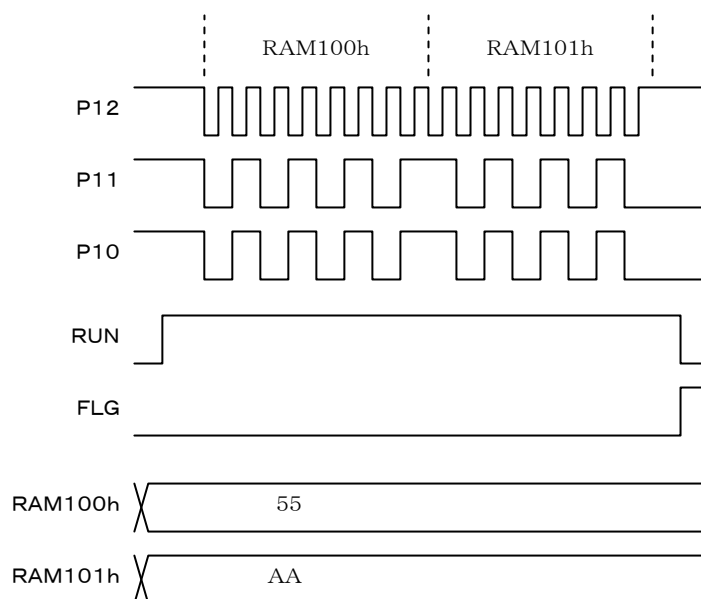 RAM100h RAM101h
P12
P11
P10
RUN
FLG
RAM100h 55
RAM101h AA